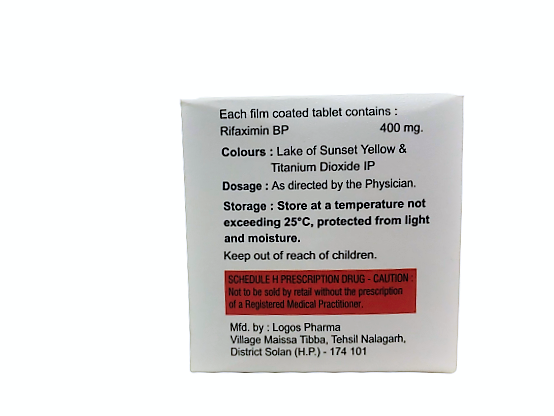 Each film coated tablet contains :
Rifaximin BP 400 mg.
Colours : Lake of Sunset Yellow &
Titanium Dioxide IP
Dosage : As directed by the Physician.
Storage : Store at a temperature not
exceeding 25°C, protected from light
and moisture.
Keep out of reach of children.
SCHEDULE H PRESCRIPTION DRUG - CAUTION :
Not to be sold by retail without the prescription
of a Registered Medical Practitioner.
Mfd. by : Logos Pharma
Village Maissa Tibba, Tehsil Nalagarh,
District Solan (H.P.) - 174 101